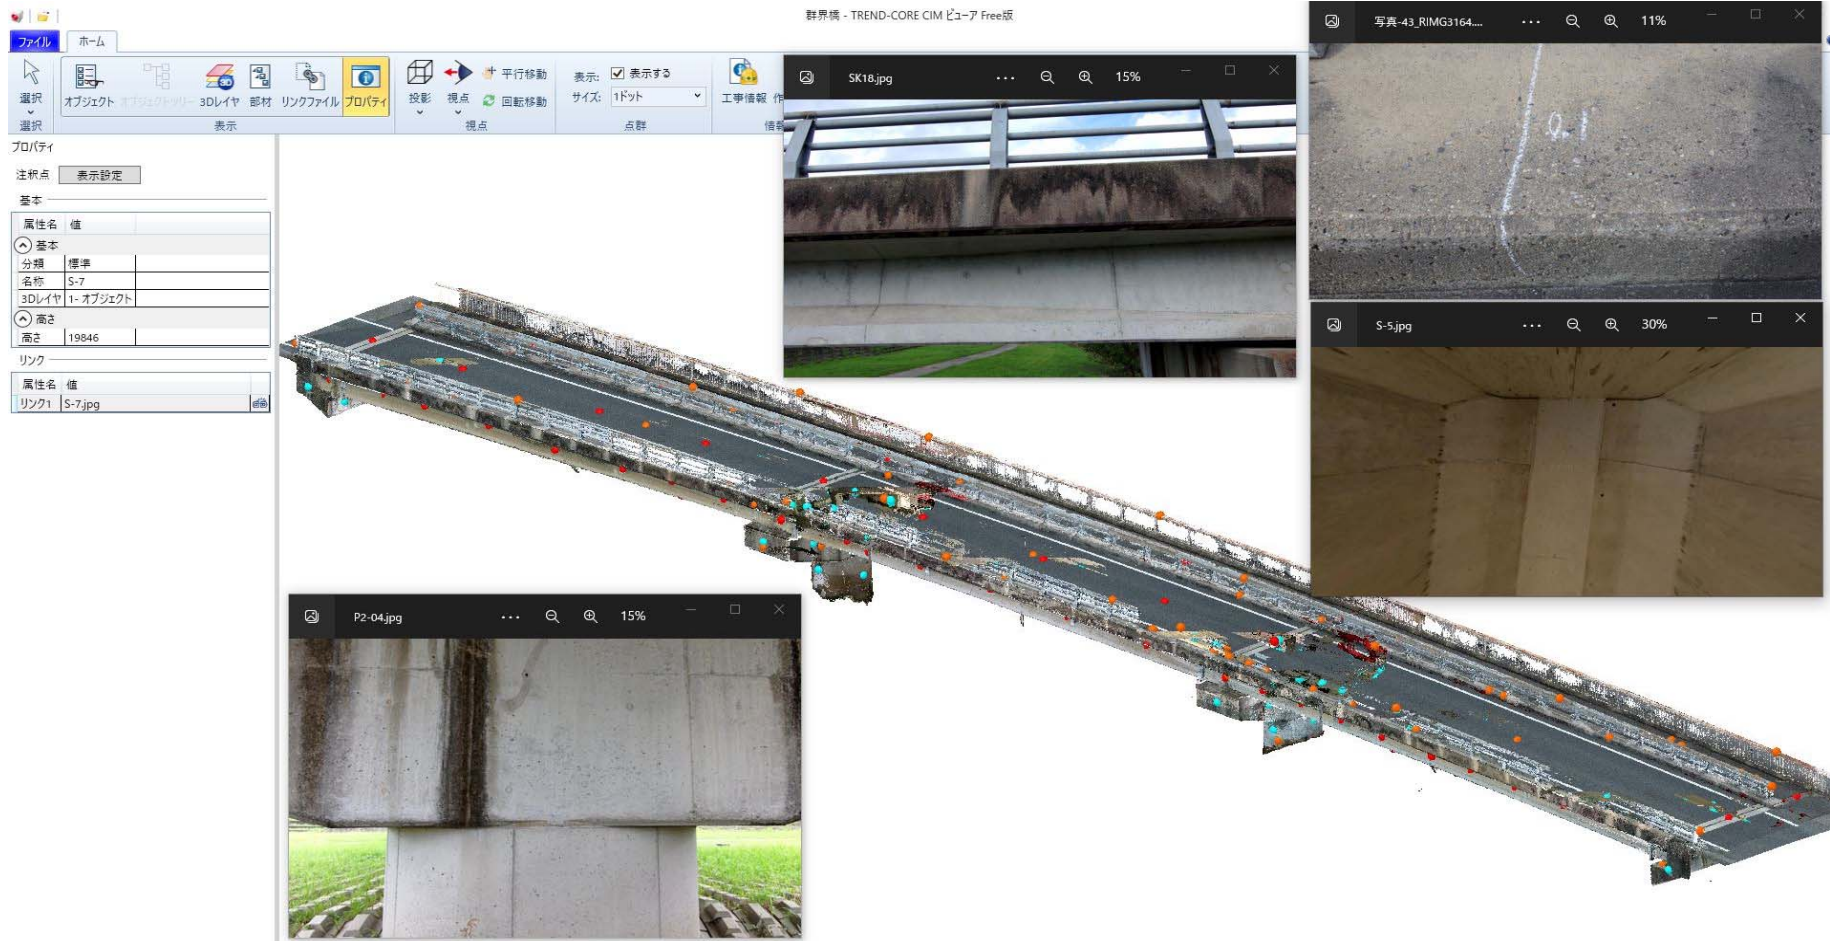 群界橋 - TREND-CORE CIM ビューア Free版
ファイル ホーム
選択
オブジェクト
オブジェクトツリー
3Dレイヤ
部材
リンクファイル
プロパティ
投影
視点
平行移動
回転移動
表示: 表示する
サイズ: 1ドット
工事情報
選択
表示
視点
点群
プロパティ
注釈点 表示設定
基本
属性名 値
基本
分類 標準
名称 S-7
3Dレイヤ 1- オブジェクト
高さ
高さ 19846
リンク
属性名 値
リンク1 S-7.jpg
SK18.jpg ... 15%
写真-43_RIMG3164.... ... 11%
0.1
S-5.jpg ... 30%
P2-04.jpg ... 15%